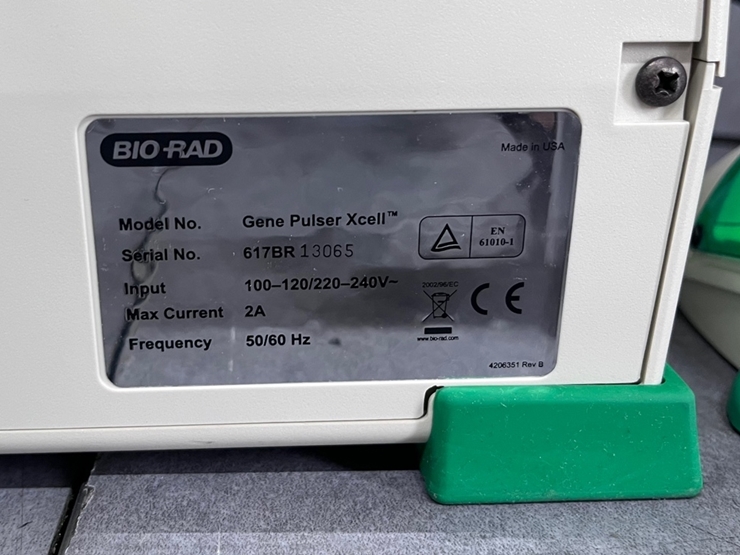 BIO-RAD
Made in USA
Model No. Gene Pulser Xcell™
Serial No. 617BR 13065
Input 100–120/220–240V~
Max Current 2A
Frequency 50/60 Hz
EN
61010-1
2002/96/EC
CE
www.bio-rad.com
4206351 Rev B